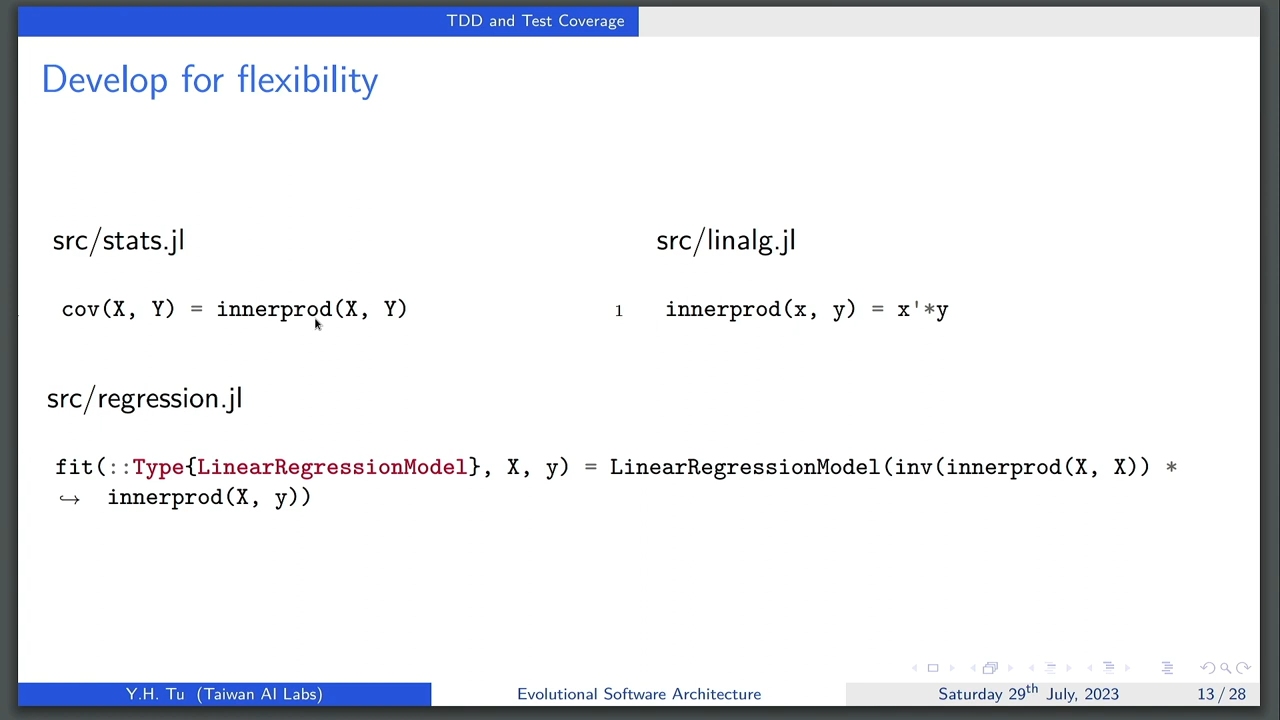 TDD and Test Coverage
Develop for flexibility
src/stats.jl
cov(X, Y) = innerprod(X, Y)
src/linalg.jl
1 innerprod(x, y) = x'*y
src/regression.jl
fit(::Type{LinearRegressionModel}, X, y) = LinearRegressionModel(inv(innerprod(X, X)) *
↪ innerprod(X, y))
Y.H. Tu (Taiwan AI Labs) Evolutional Software Architecture Saturday 29th July, 2023 13 / 28